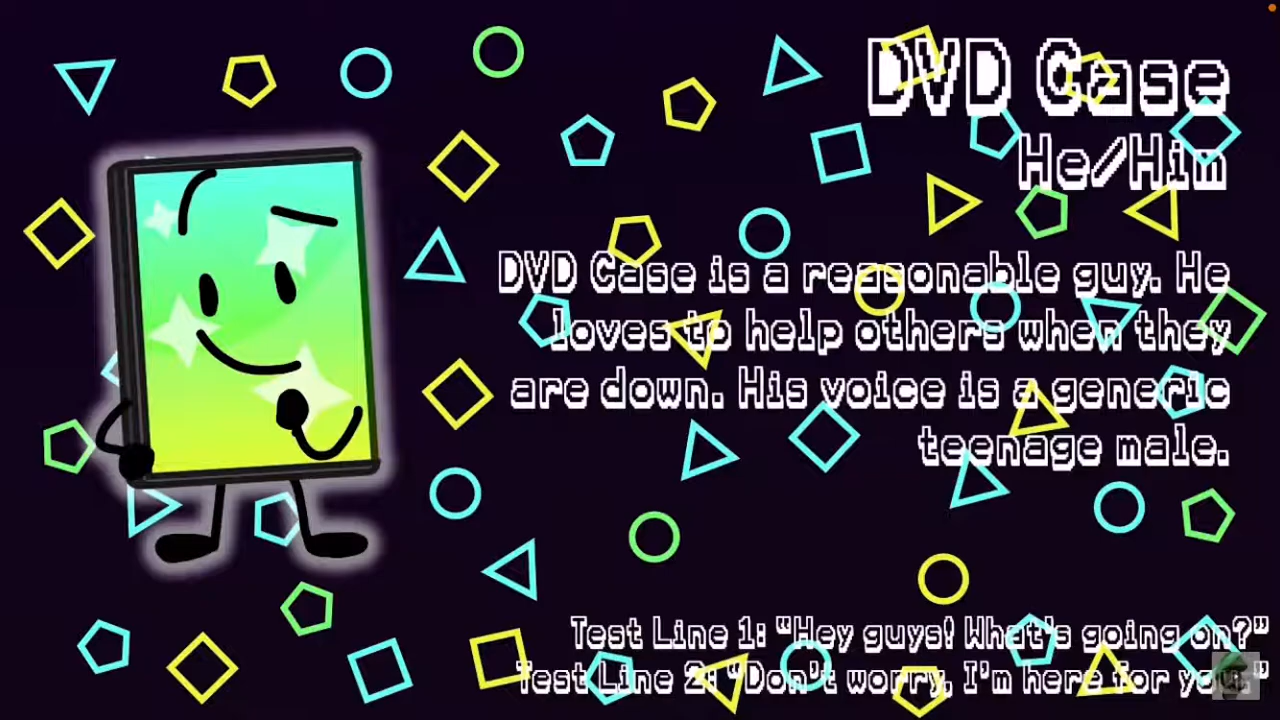 DVD Case
He/Him
DVD Case is a reasonable guy. He
loves to help others when they
are down. His voice is a generic
teenage male.
Test Line 1: “Hey guys! What's going on?”
Test Line 2: “Don't worry, I'm here for you.”